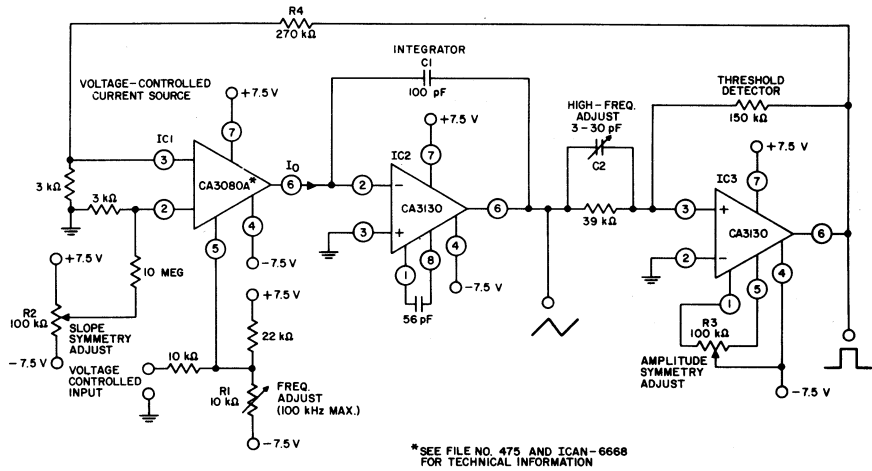 R4
270 kΩ
INTEGRATOR
C1
100 pF
VOLTAGE-CONTROLLED
CURRENT SOURCE
+7.5 V
7
IC1
3
CA3080A*
I₀
6
3 kΩ
3 kΩ
2
4
5
-7.5 V
10 MEG
+7.5 V
R2
100 kΩ
SLOPE
SYMMETRY
ADJUST
-7.5 V
VOLTAGE
CONTROLLED
INPUT
10 kΩ
+7.5 V
22 kΩ
R1
10 kΩ
FREQ.
ADJUST
(100 kHz MAX.)
-7.5 V
+7.5 V
7
IC2
2
-
CA3130
6
3
+
1
8
4
56 pF
-7.5 V
HIGH-FREQ.
ADJUST
3-30 pF
C2
39 kΩ
THRESHOLD
DETECTOR
150 kΩ
+7.5 V
7
IC3
3
+
CA3130
6
2
-
1
5
4
R3
100 kΩ
AMPLITUDE
SYMMETRY
ADJUST
-7.5 V
*SEE FILE NO. 475 AND ICAN-6668
FOR TECHNICAL INFORMATION